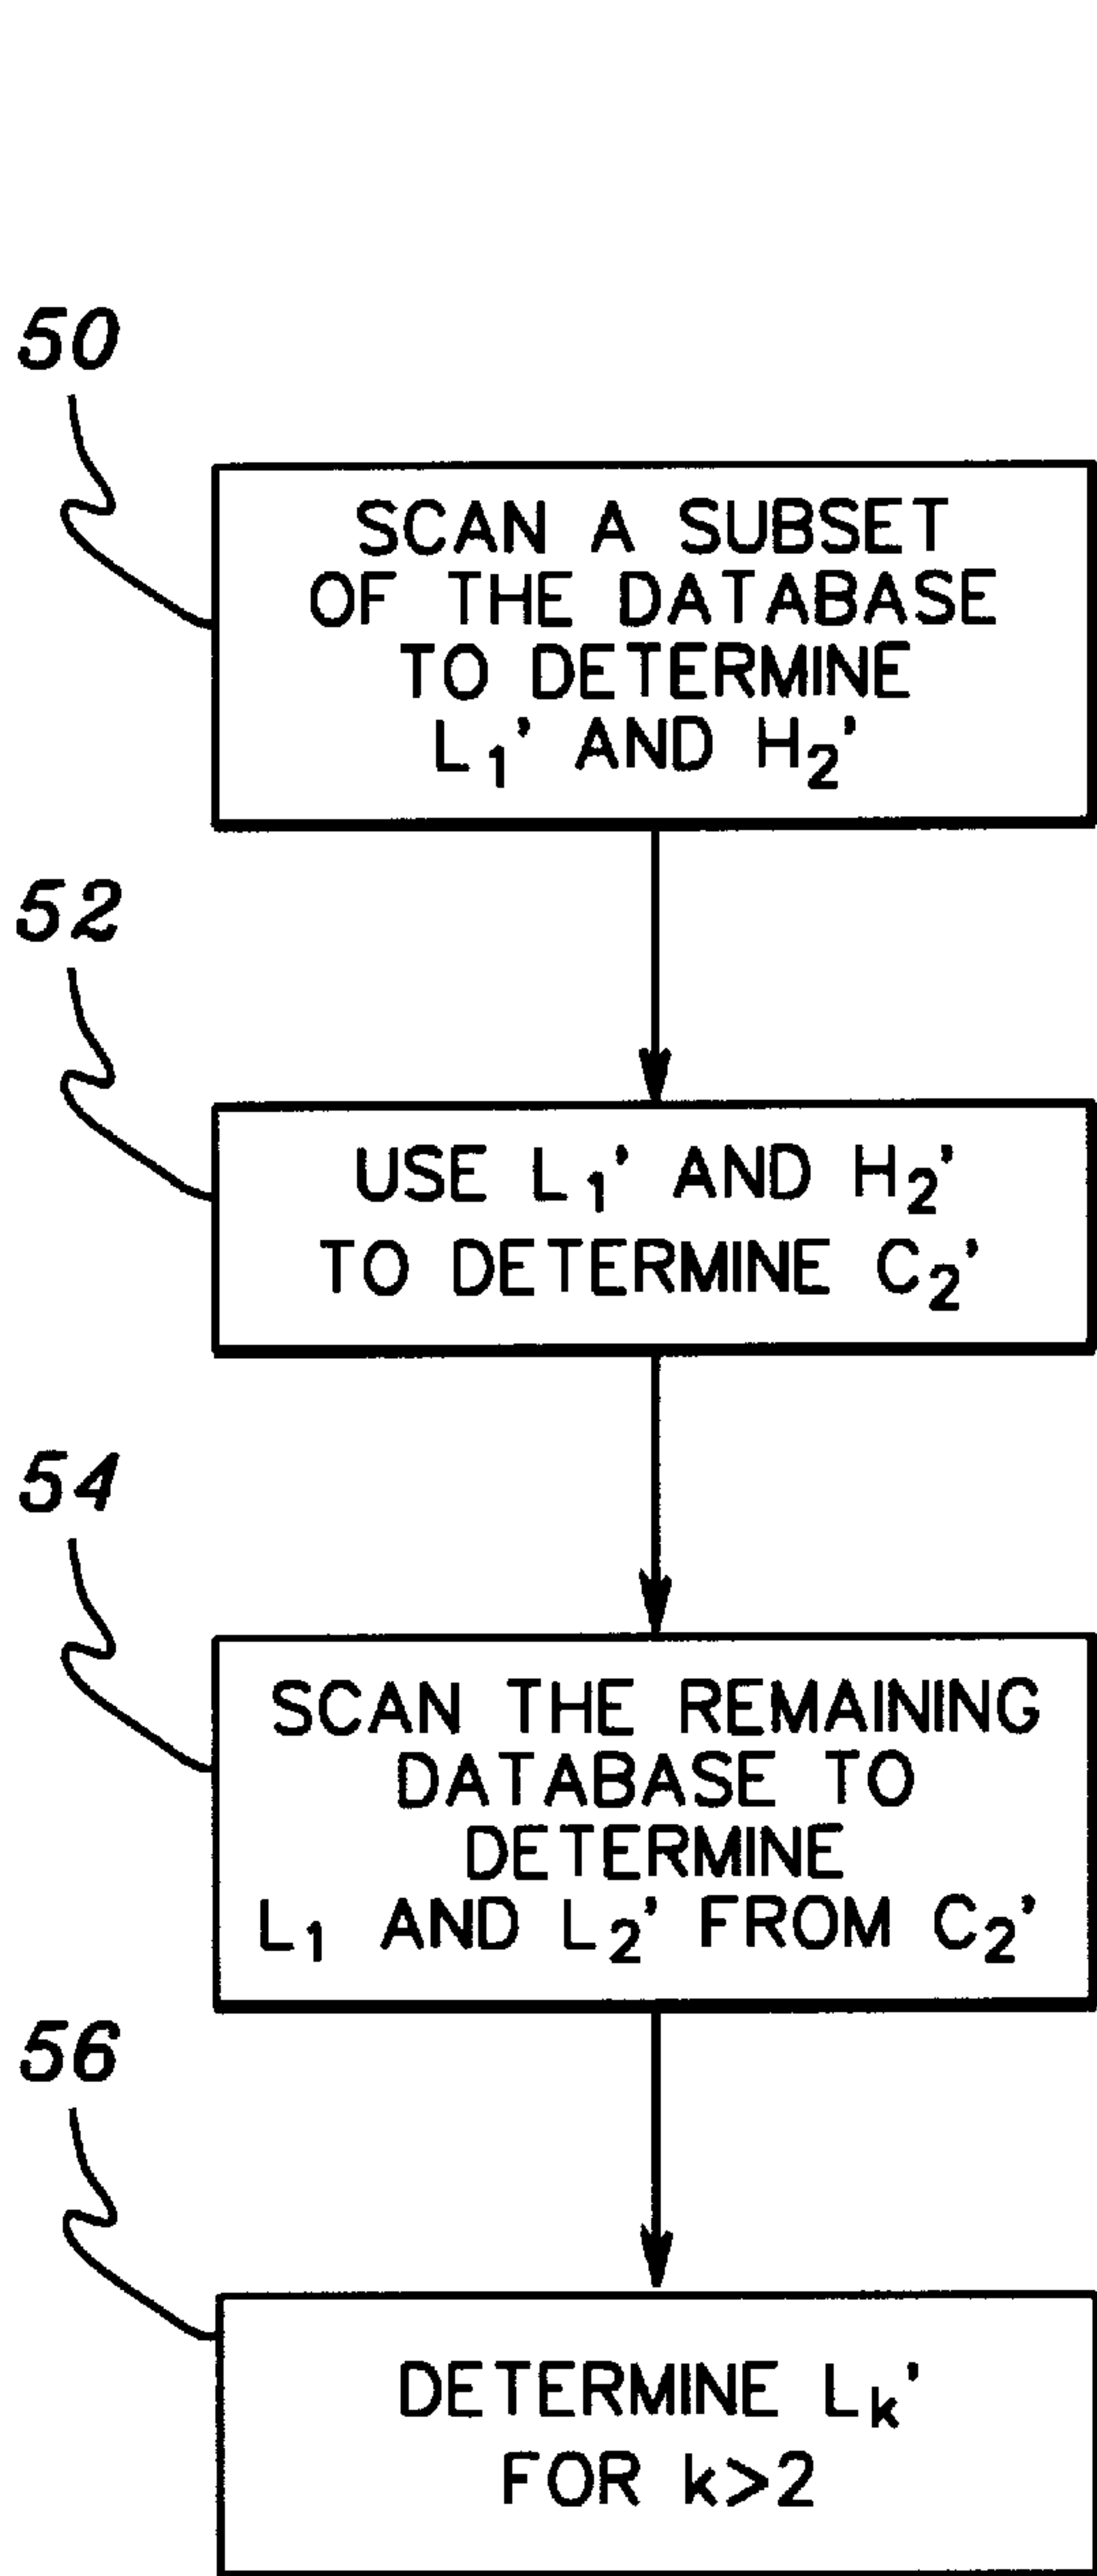 50
SCAN A SUBSET
OF THE DATABASE
TO DETERMINE
L₁' AND H₂'
52
USE L₁' AND H₂'
TO DETERMINE C₂'
54
SCAN THE REMAINING
DATABASE TO
DETERMINE
L₁ AND L₂' FROM C₂'
56
DETERMINE Lₖ'
FOR k>2